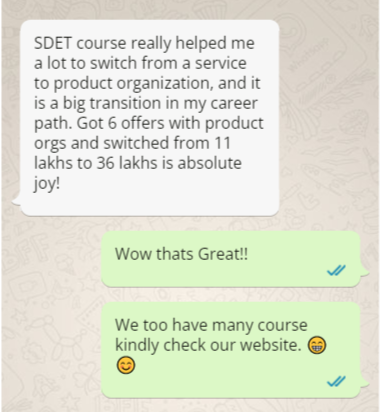 SDET course really helped me
a lot to switch from a service
to product organization, and it
is a big transition in my career
path. Got 6 offers with product
orgs and switched from 11
lakhs to 36 lakhs is absolute
joy!
Wow thats Great!!
We too have many course
kindly check our website. 😁
😊